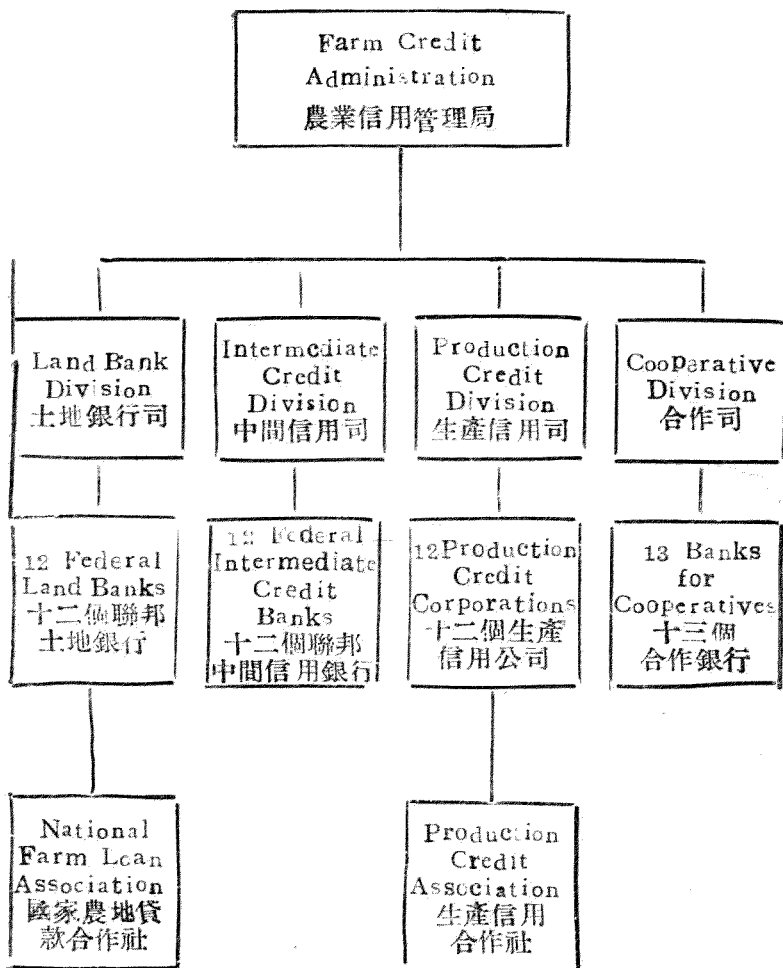 Farm Credit
Administration
農業信用管理局
Land Bank
Division
土地銀行司
Intermediate
Credit
Division
中間信用司
Production
Credit
Division
生產信用司
Cooperative
Division
合作司
12 Federal
Land Banks
十二個聯邦
土地銀行
12 Federal
Intermediate
Credit
Banks
十二個聯邦
中間信用銀行
12Production
Credit
Corporations
十二個生產
信用公司
13 Banks
for
Cooperatives
十三個
合作銀行
National
Farm Loan
Association
國家農地貸
款合作社
Production
Credit
Association
生產信用
合作社